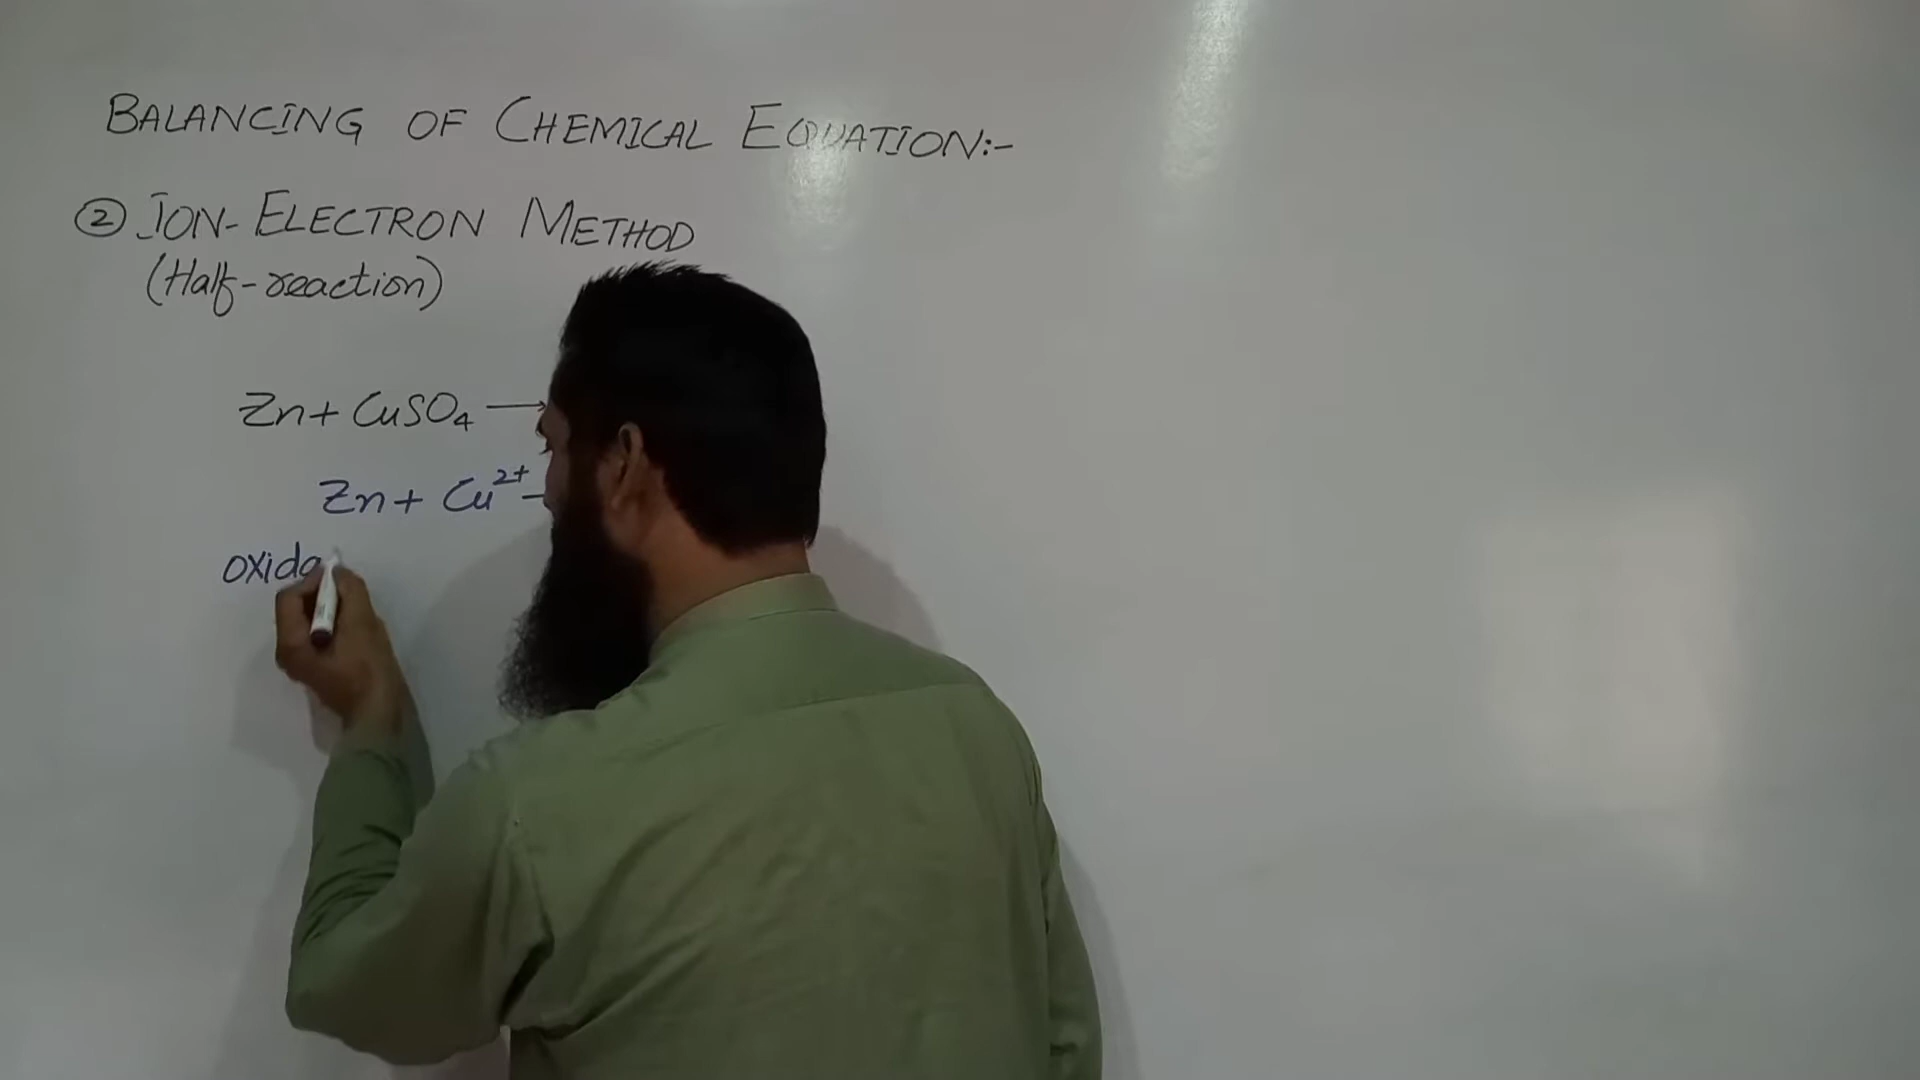 BALANCING OF CHEMICAL EQUATION:-
② ION-ELECTRON METHOD
(Half-reaction)
Zn + CuSO₄ →
Zn + Cu²⁺ -
oxida